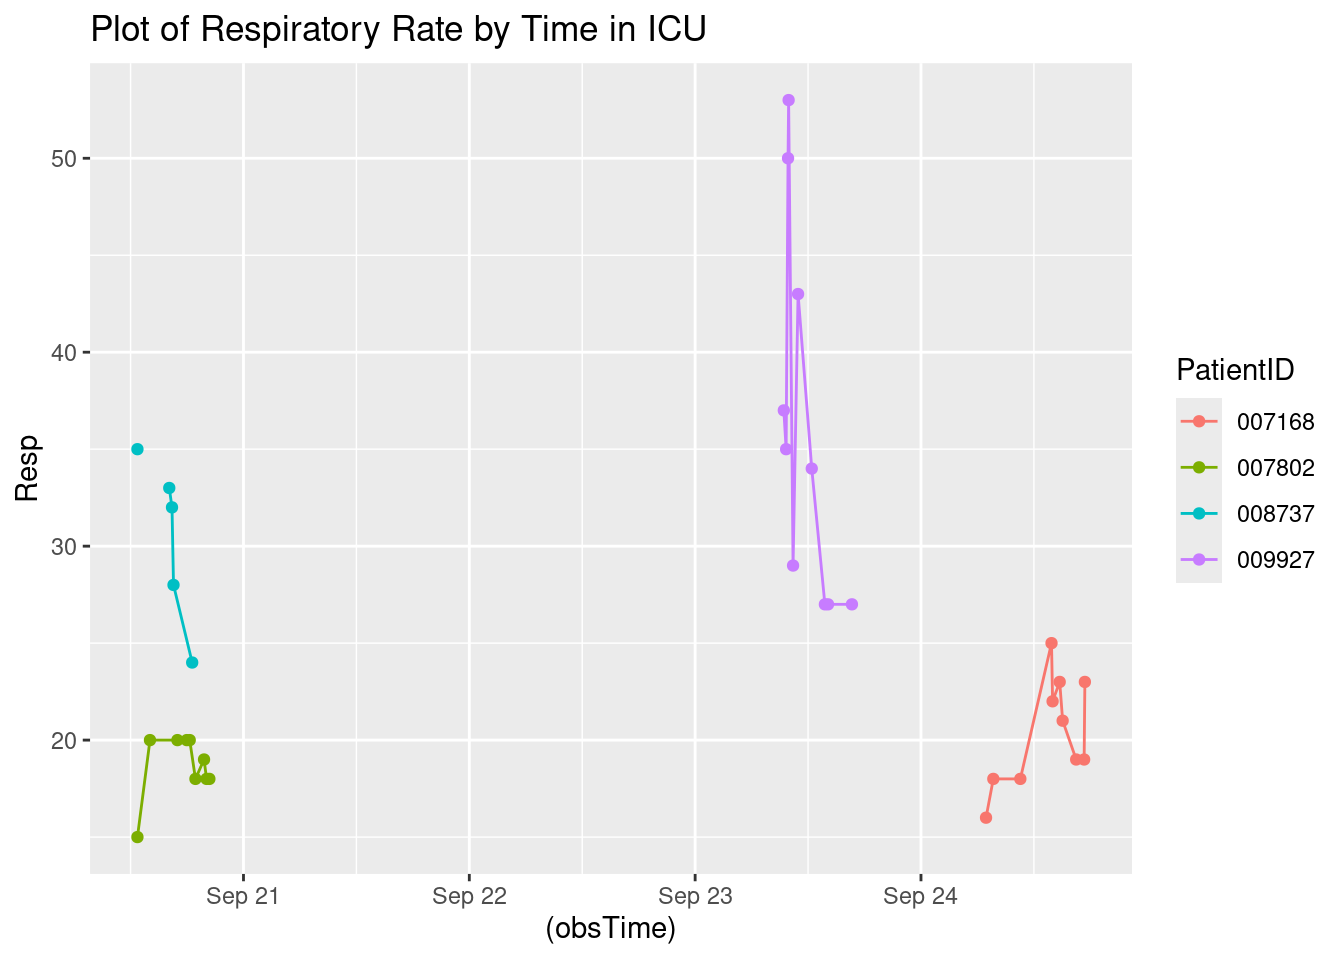 Plot of Respiratory Rate by Time in ICU
50
40
30
20
Resp
Sep 21
Sep 22
Sep 23
Sep 24
(obsTime)
PatientID
007168
007802
008737
009927